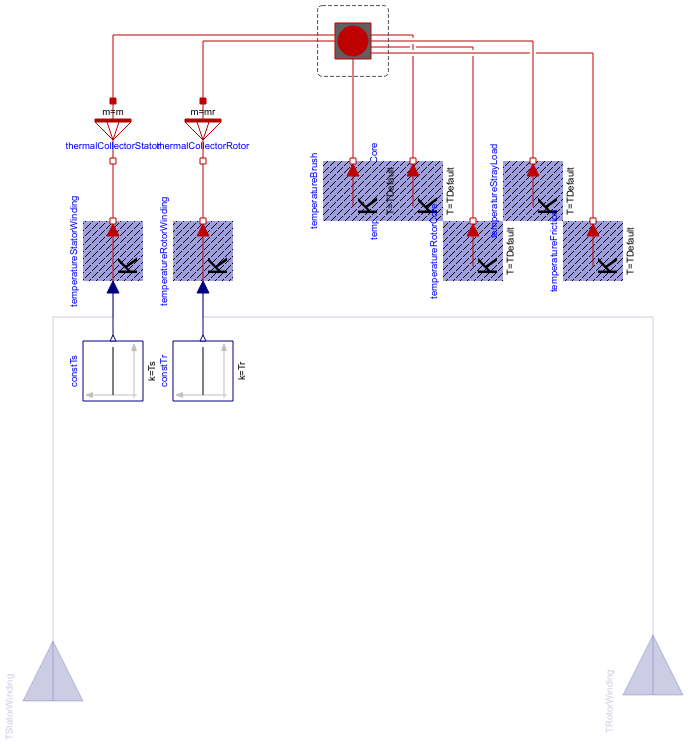 m=m
m=mr
thermalCollectorStator
thermalCollectorRotor
temperatureStatorWinding
K
temperatureRotorWinding
K
temperatureBrush
K
T=TDefault
Core
K
T=TDefault
temperatureRotorCore
K
T=TDefault
temperatureStrayLoad
K
T=TDefault
temperatureFriction
K
T=TDefault
constTs
k=Ts
constTr
k=Tr
TStatorWinding
TRotorWinding